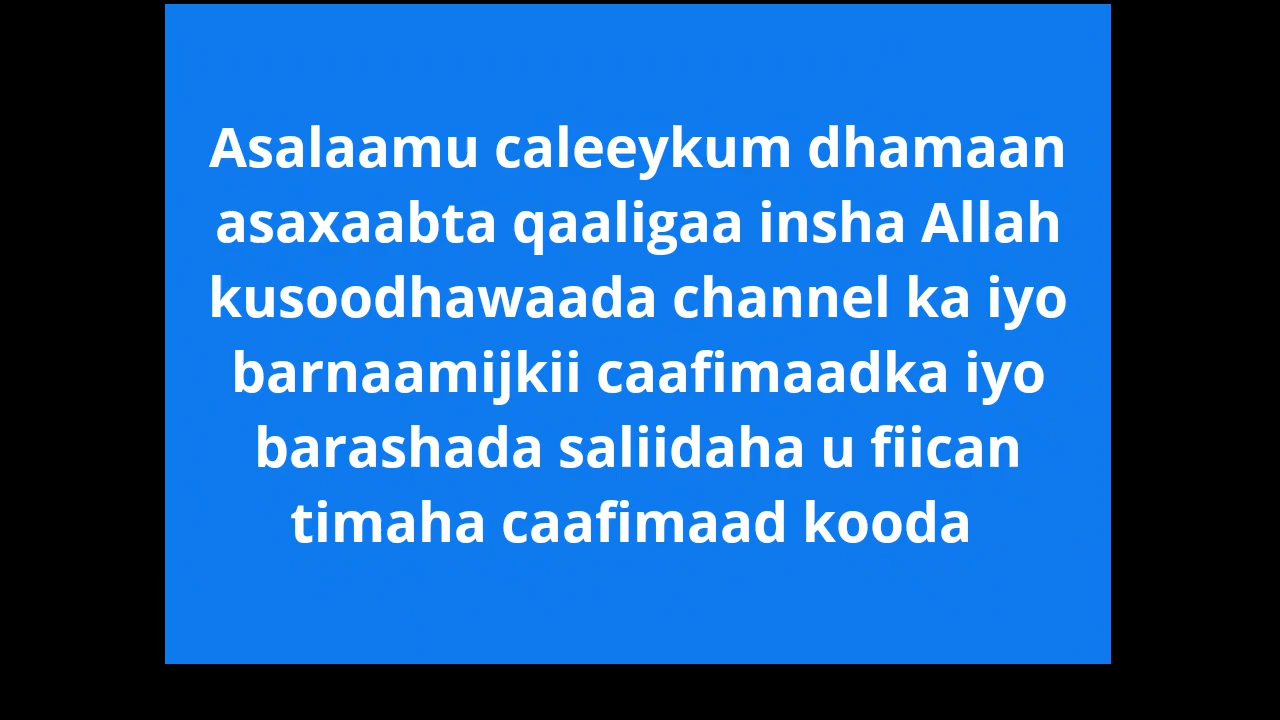 Asalaamu caleeykum dhamaan
asaxaabta qaaligaa insha Allah
kusoodhawaada channel ka iyo
barnaamijkii caafimaadka iyo
barashada saliidaha u fiican
timaha caafimaad kooda